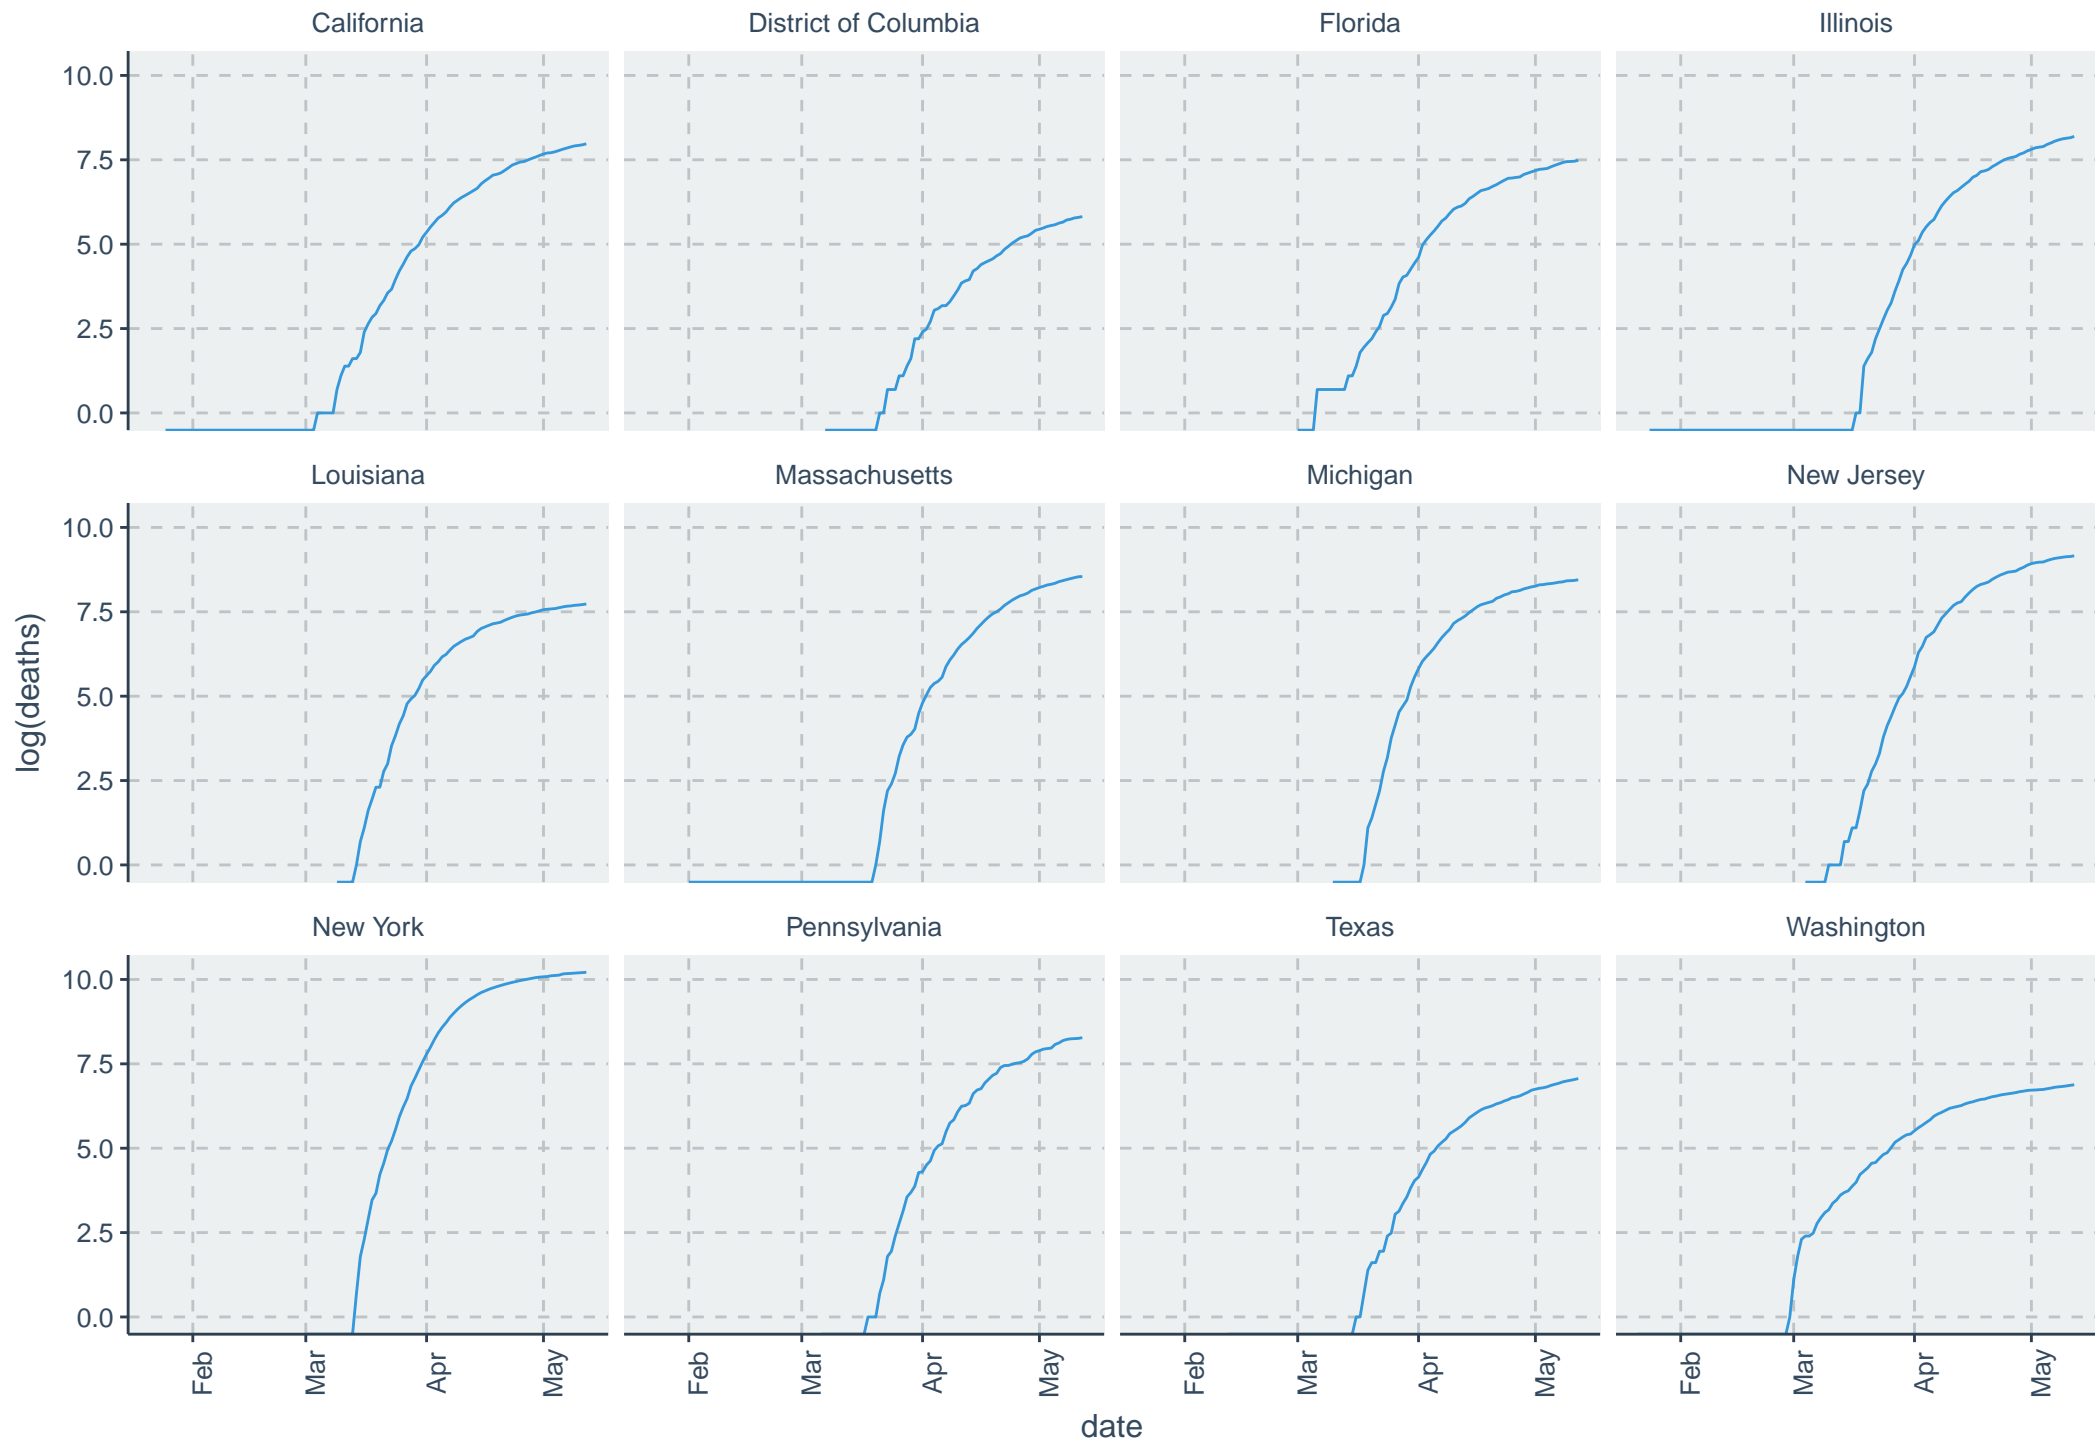 California
District of Columbia
Florida
Illinois
10.0
7.5
5.0
2.5
0.0
Louisiana
Massachusetts
Michigan
New Jersey
10.0
7.5
5.0
2.5
0.0
log(deaths)
New York
Pennsylvania
Texas
Washington
10.0
7.5
5.0
2.5
0.0
Feb
Mar
Apr
May
Feb
Mar
Apr
May
Feb
Mar
Apr
May
Feb
Mar
Apr
May
date